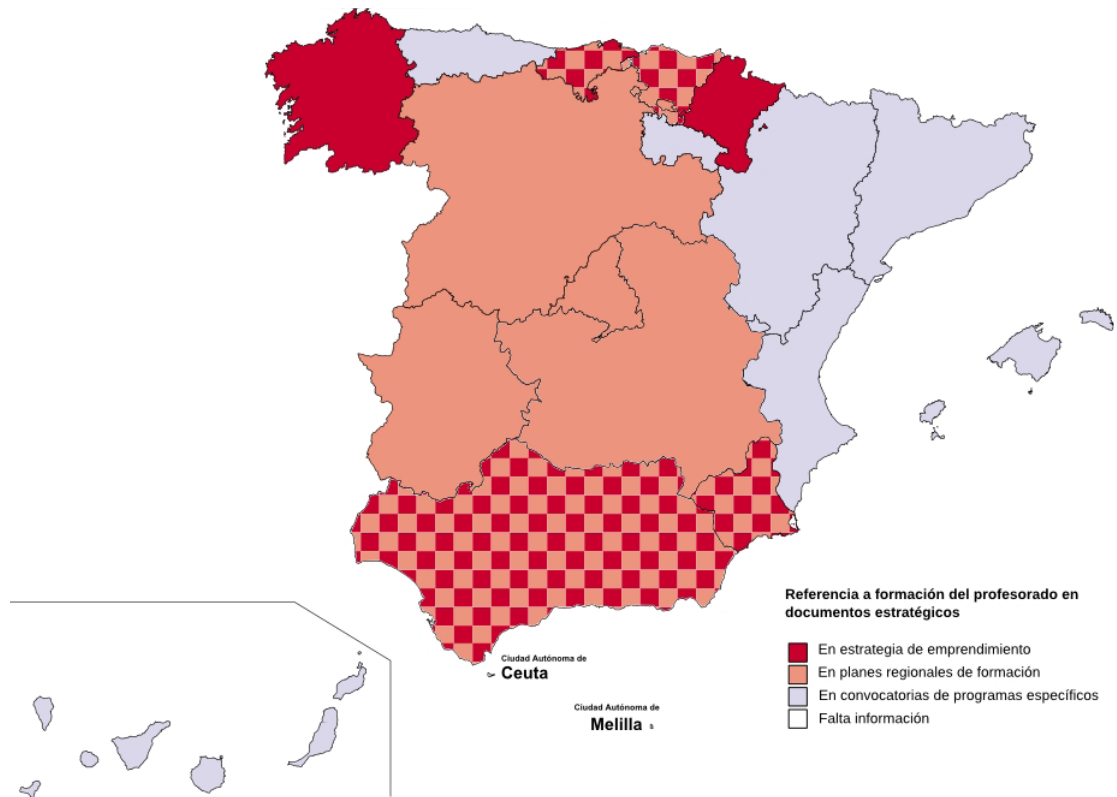 Referencia a formación del profesorado en
documentos estratégicos
En estrategia de emprendimiento
En planes regionales de formación
En convocatorias de programas específicos
Falta información
Ciudad Autónoma de
Ceuta
Ciudad Autónoma de
Melilla